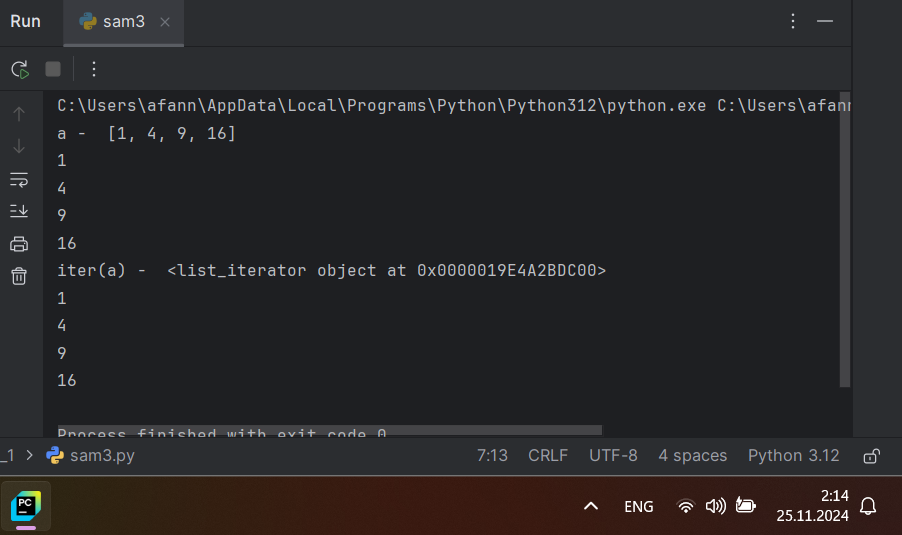 Run sam3
C:\Users\afann\AppData\Local\Programs\Python\Python312\python.exe C:\Users\afann
a -  [1, 4, 9, 16]
1
4
9
16
iter(a) -  <list_iterator object at 0x0000019E4A2BDC00>
1
4
9
16
Process finished with exit code 0
_1 > sam3.py 7:13 CRLF UTF-8 4 spaces Python 3.12
PC ENG 2:14
25.11.2024